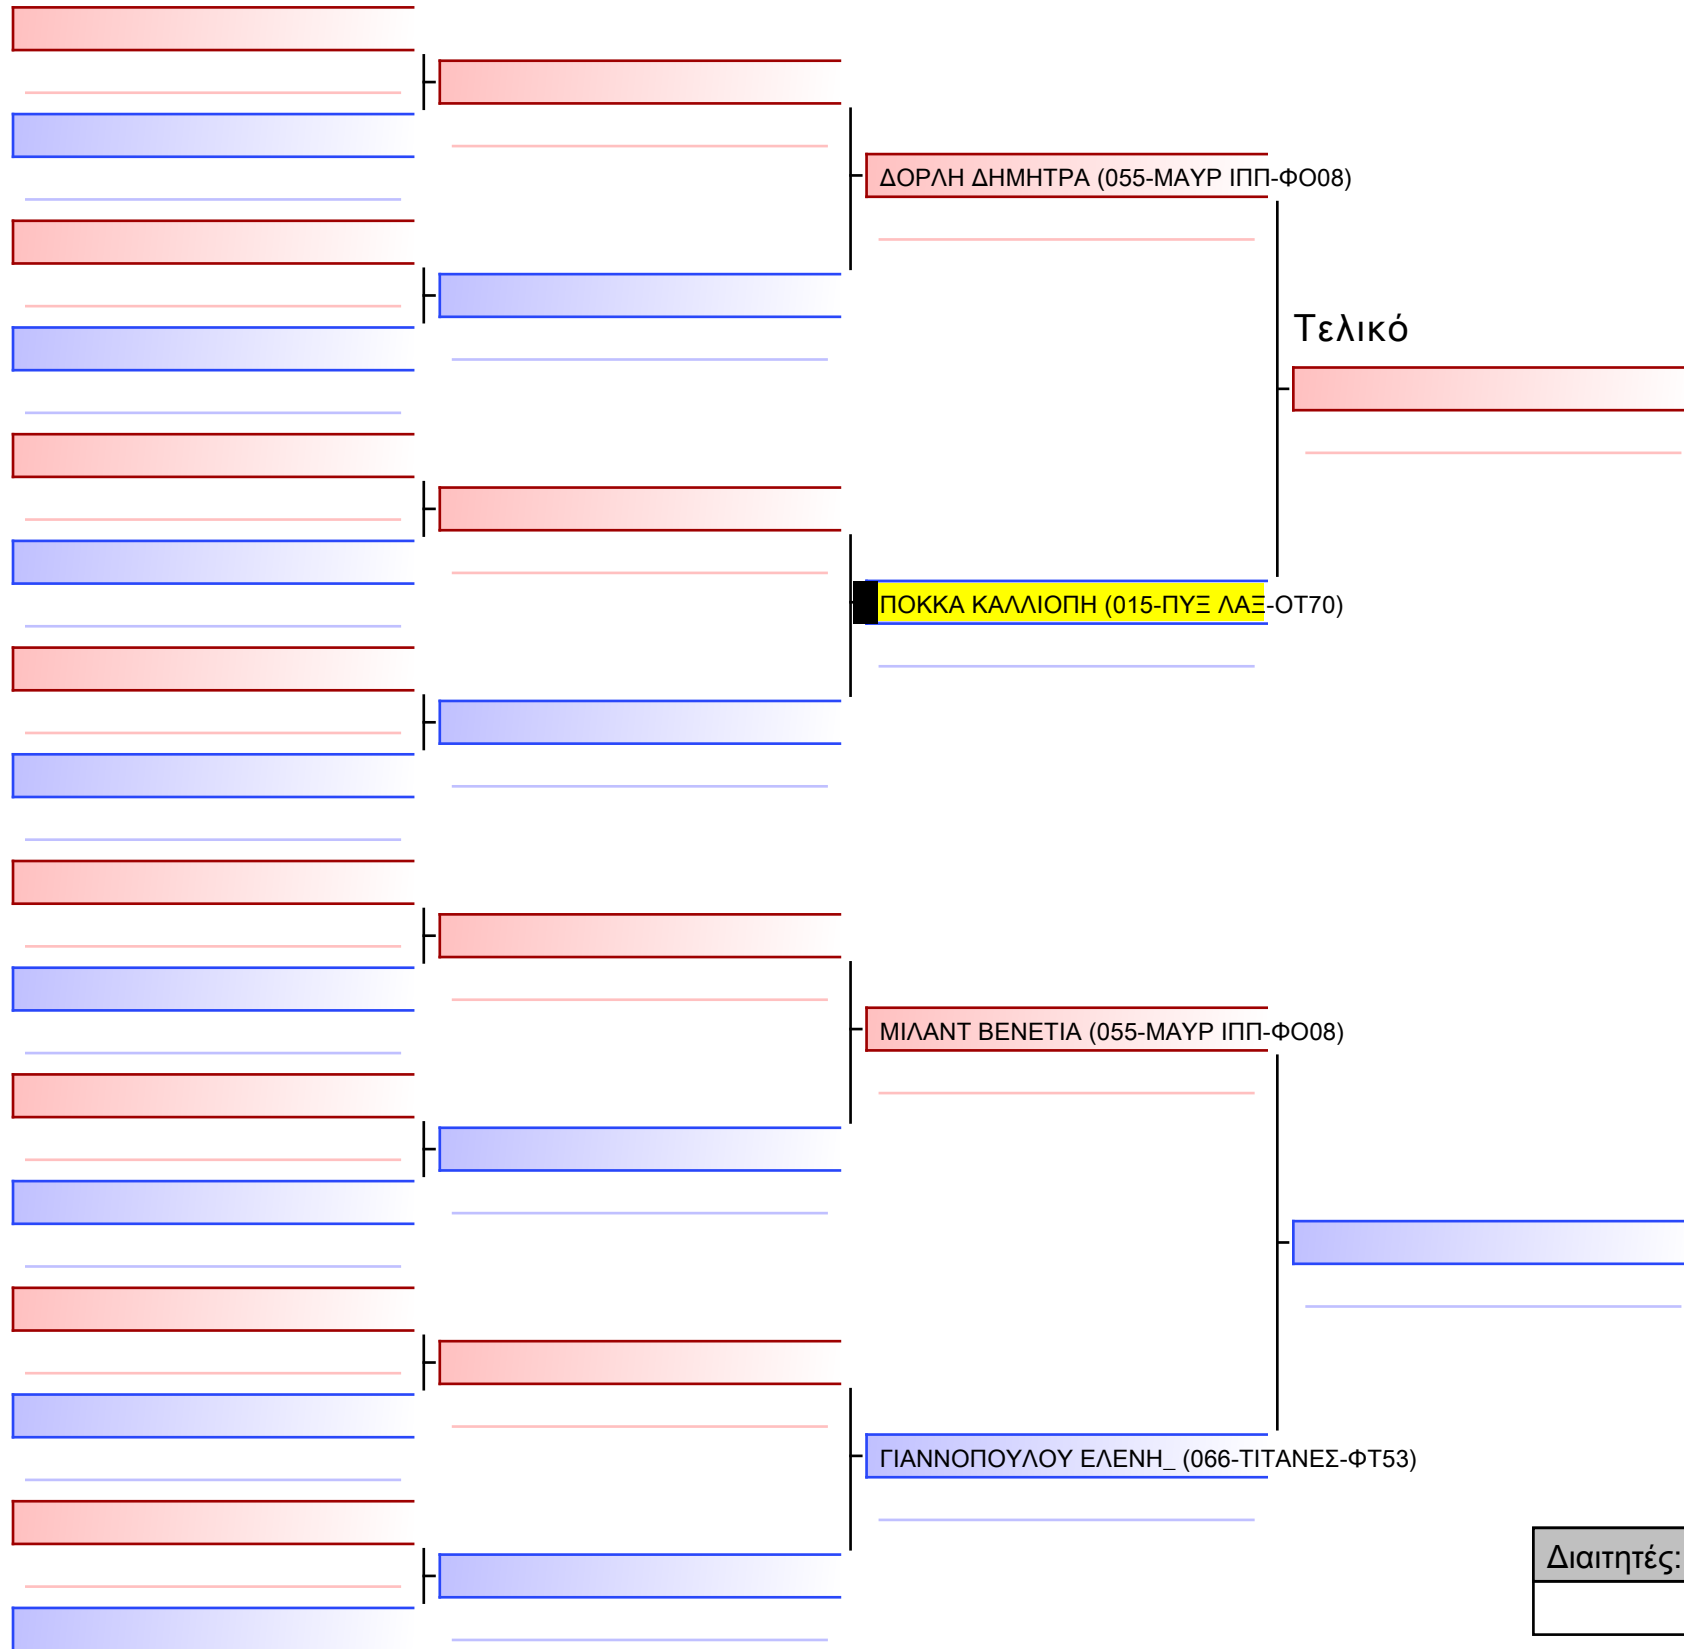 ΔΟΡΛΗ ΔΗΜΗΤΡΑ (055-ΜΑΥΡ ΙΠΠ-ΦΟ08)
Τελικό
ΠΟΚΚΑ ΚΑΛΛΙΟΠΗ (015-ΠΥΞ ΛΑΞ-ΟΤ70)
ΜΙΛΑΝΤ ΒΕΝΕΤΙΑ (055-ΜΑΥΡ ΙΠΠ-ΦΟ08)
ΓΙΑΝΝΟΠΟΥΛΟΥ ΕΛΕΝΗ_ (066-ΤΙΤΑΝΕΣ-ΦΤ53)
Διαιτητές: